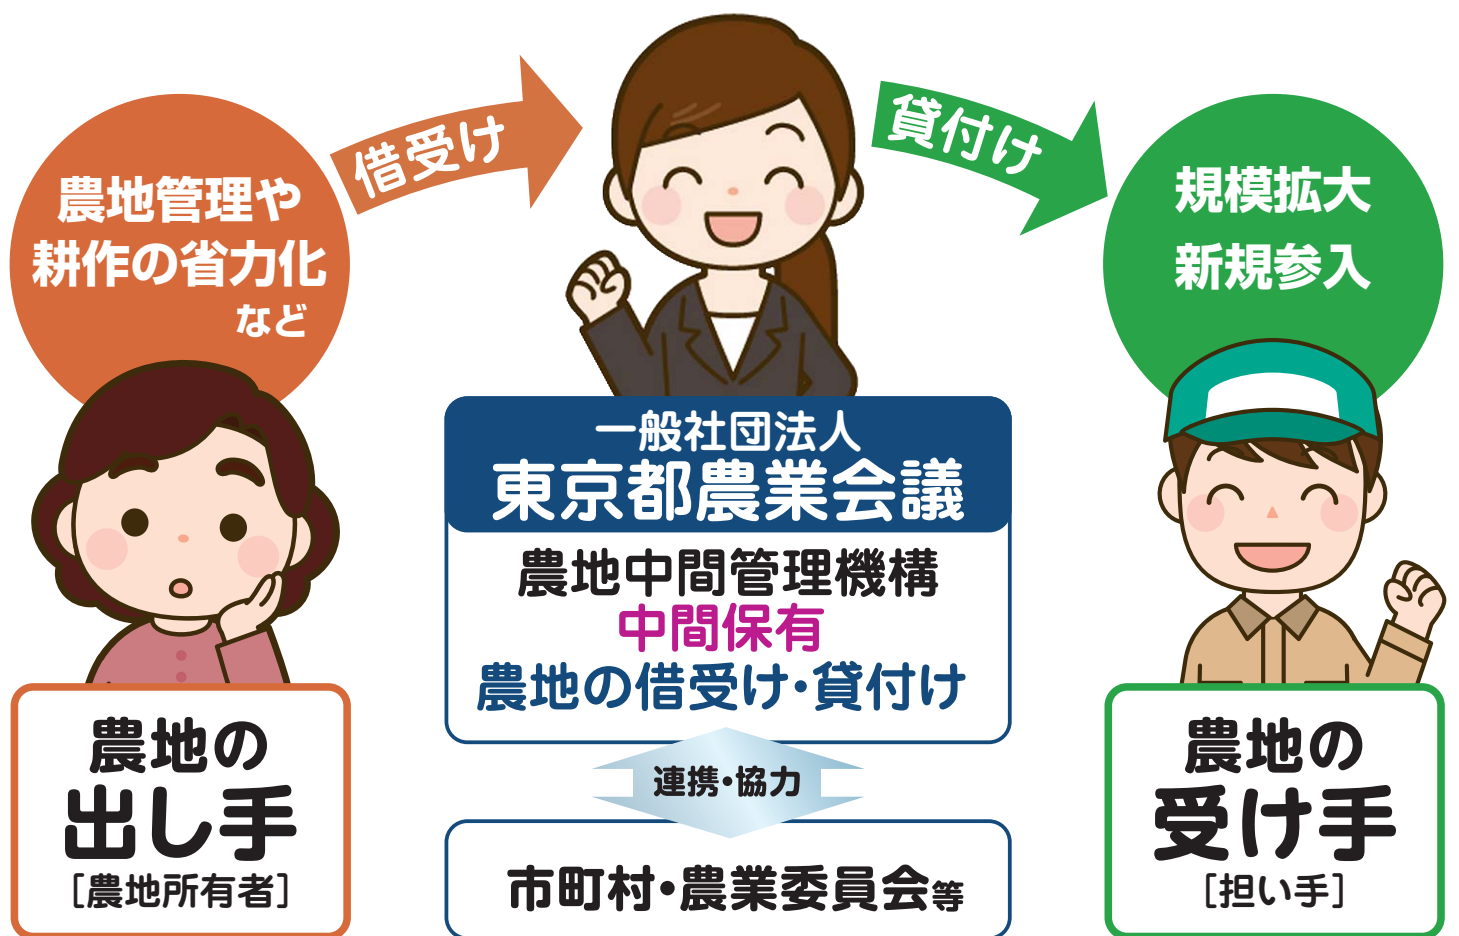 農地管理や
耕作の省力化
など
借受け
貸付け
規模拡大
新規参入
一般社団法人
東京都農業会議
農地中間管理機構
中間保有
農地の借受け・貸付け
連携・協力
市町村・農業委員会等
農地の
出し手
［農地所有者］
農地の
受け手
［担い手］